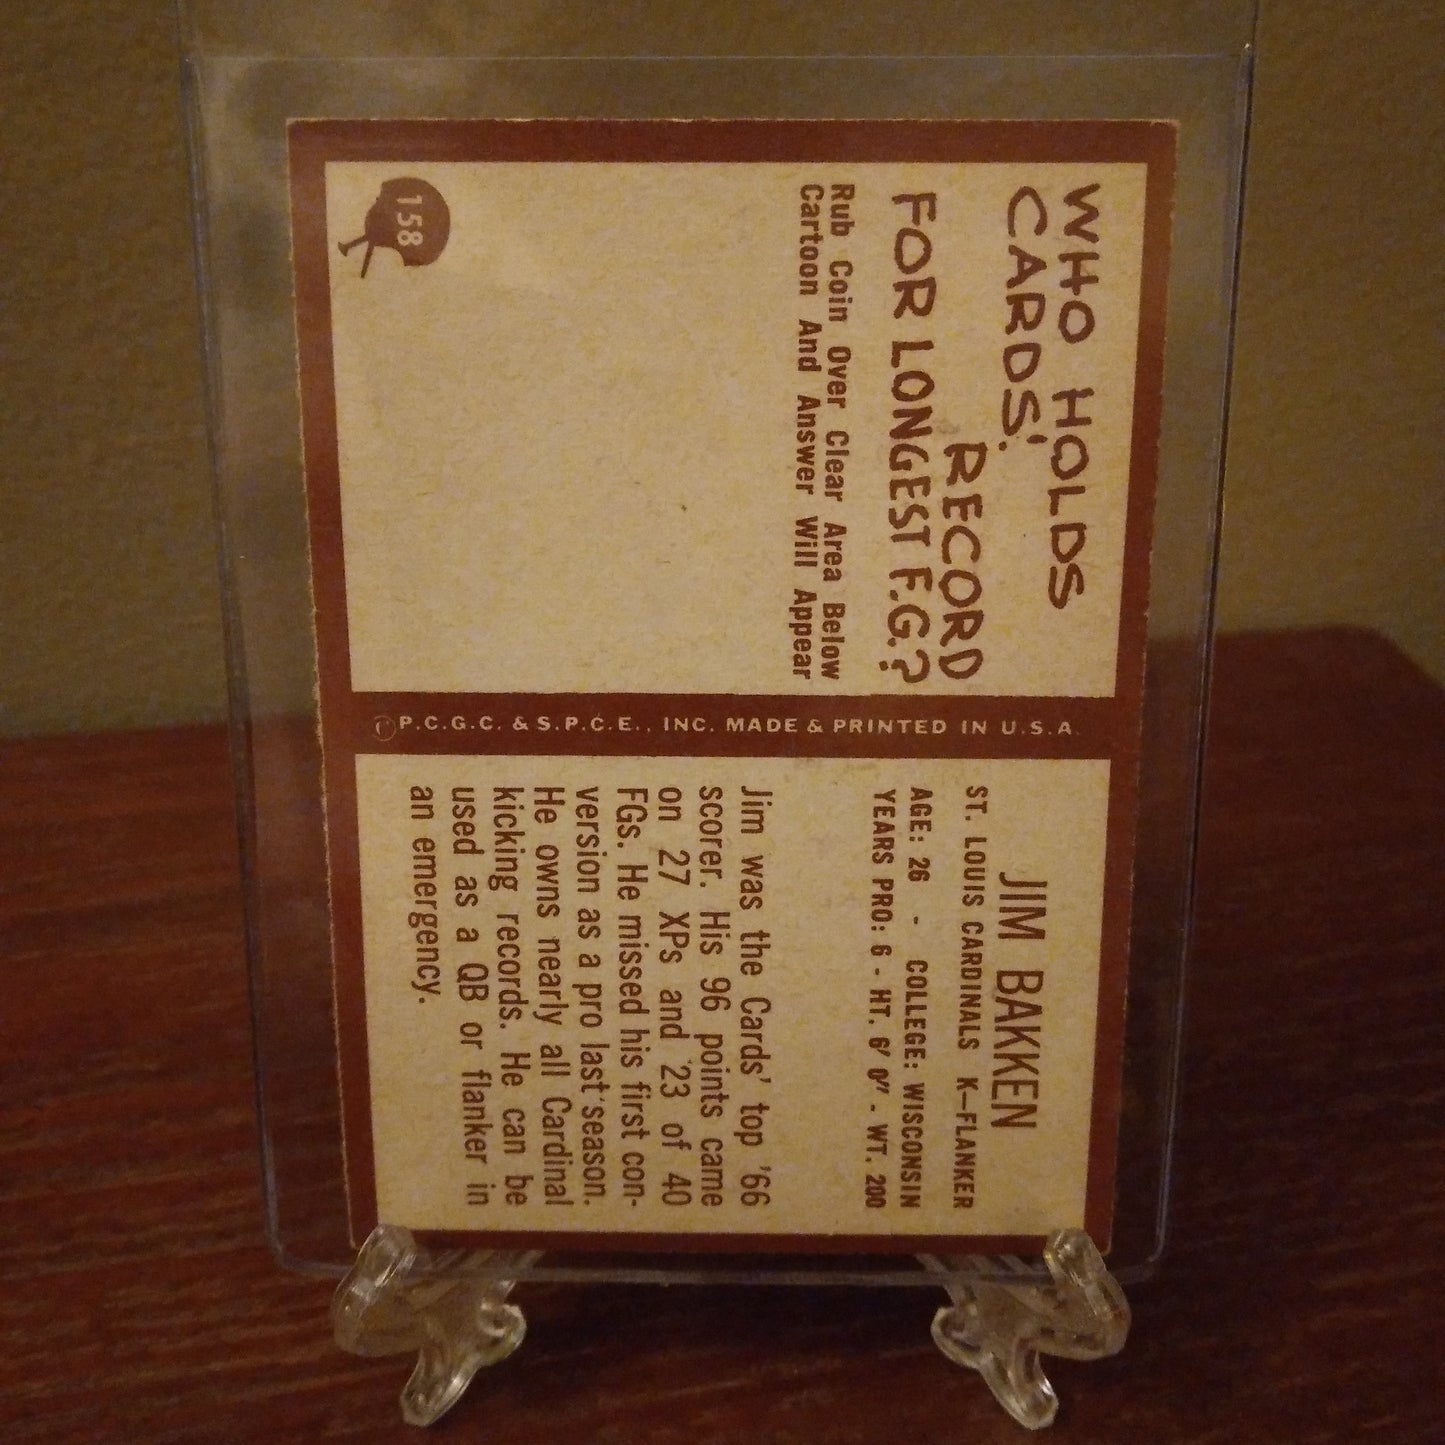 WHO HOLDS
CARDS'
RECORD
FOR LONGEST F.G.?
Rub Coin Over Clear Area Below
Cartoon And Answer Will Appear
158
©P.C.G.C. & S.P.C.E., INC. MADE & PRINTED IN U.S.A.
JIM BAKKEN
ST. LOUIS CARDINALS K-FLANKER
AGE: 26 - COLLEGE: WISCONSIN
YEARS PRO: 6 - HT. 6' 0" - WT. 200
Jim was the Cards' top '66
scorer. His 96 points came
on 27 XPs and 23 of 40
FGs. He missed his first con-
version as a pro last season.
He owns nearly all Cardinal
kicking records. He can be
used as a QB or flanker in
an emergency.